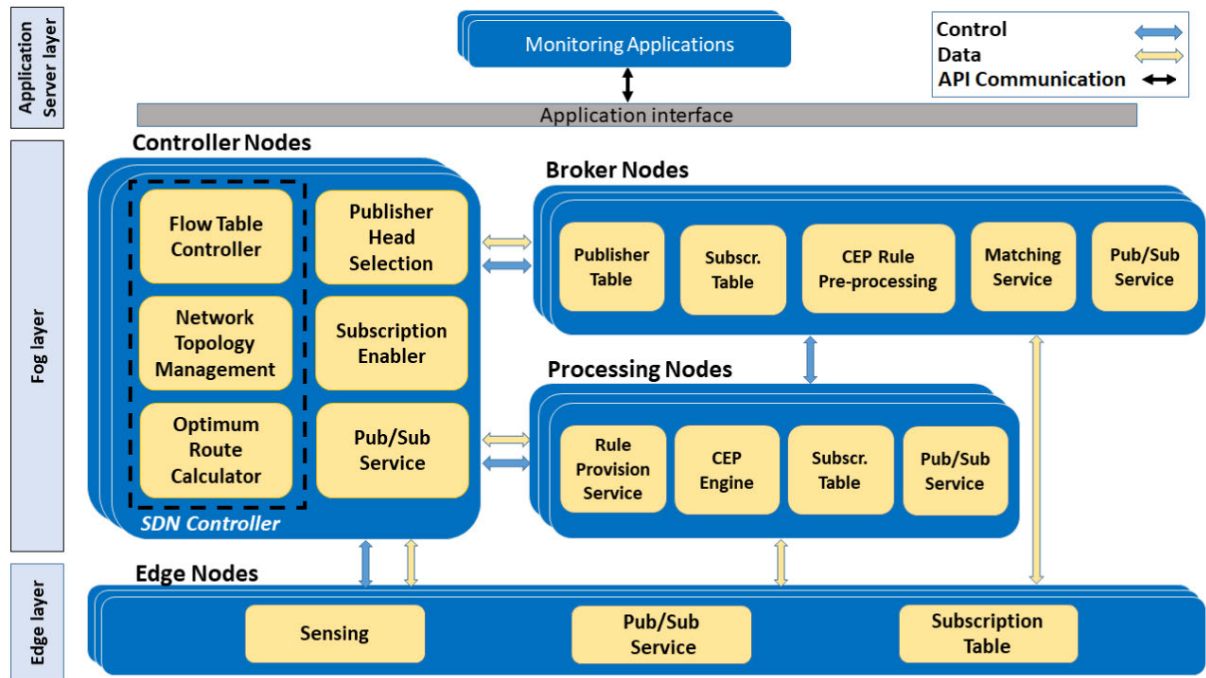 Application
Server layer
Monitoring Applications
Control
Data
API Communication
Application interface
Fog layer
Controller Nodes
Flow Table
Controller
Publisher
Head
Selection
Network
Topology
Management
Subscription
Enabler
Optimum
Route
Calculator
Pub/Sub
Service
SDN Controller
Broker Nodes
Publisher
Table
Subscr.
Table
CEP Rule
Pre-processing
Matching
Service
Pub/Sub
Service
Processing Nodes
Rule
Provision
Service
CEP
Engine
Subscr.
Table
Pub/Sub
Service
Edge layer
Edge Nodes
Sensing
Pub/Sub
Service
Subscription
Table